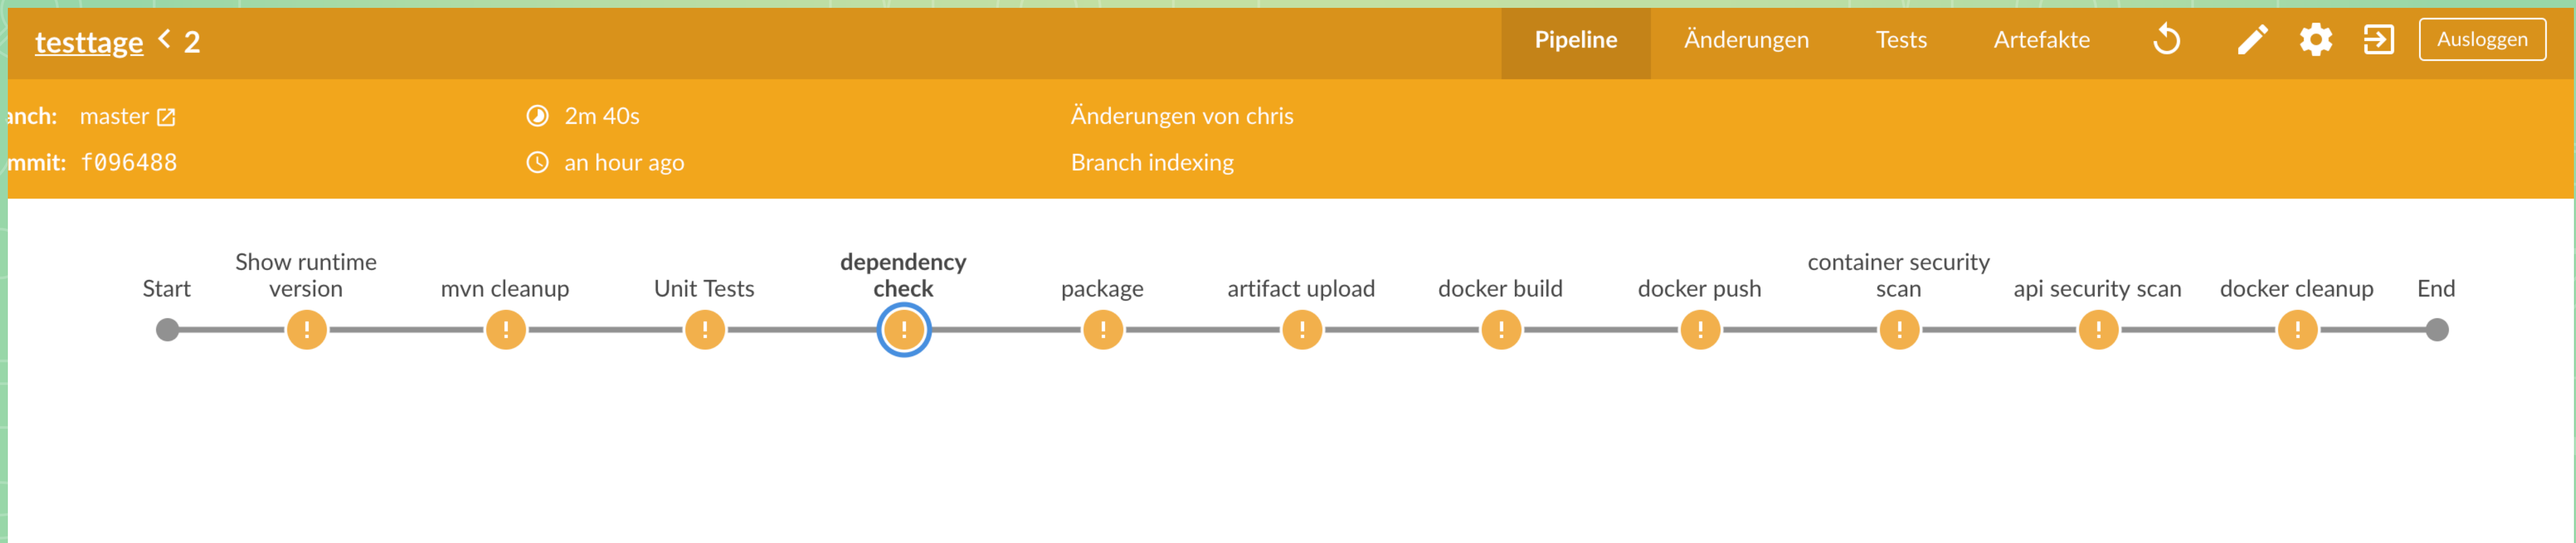 testtage < 2
Pipeline
Änderungen
Tests
Artefakte
Ausloggen
anch: master
2m 40s
Änderungen von chris
mmit: f096488
an hour ago
Branch indexing
Start
Show runtime
version
mvn cleanup
Unit Tests
dependency
check
package
artifact upload
docker build
docker push
container security
scan
api security scan
docker cleanup
End